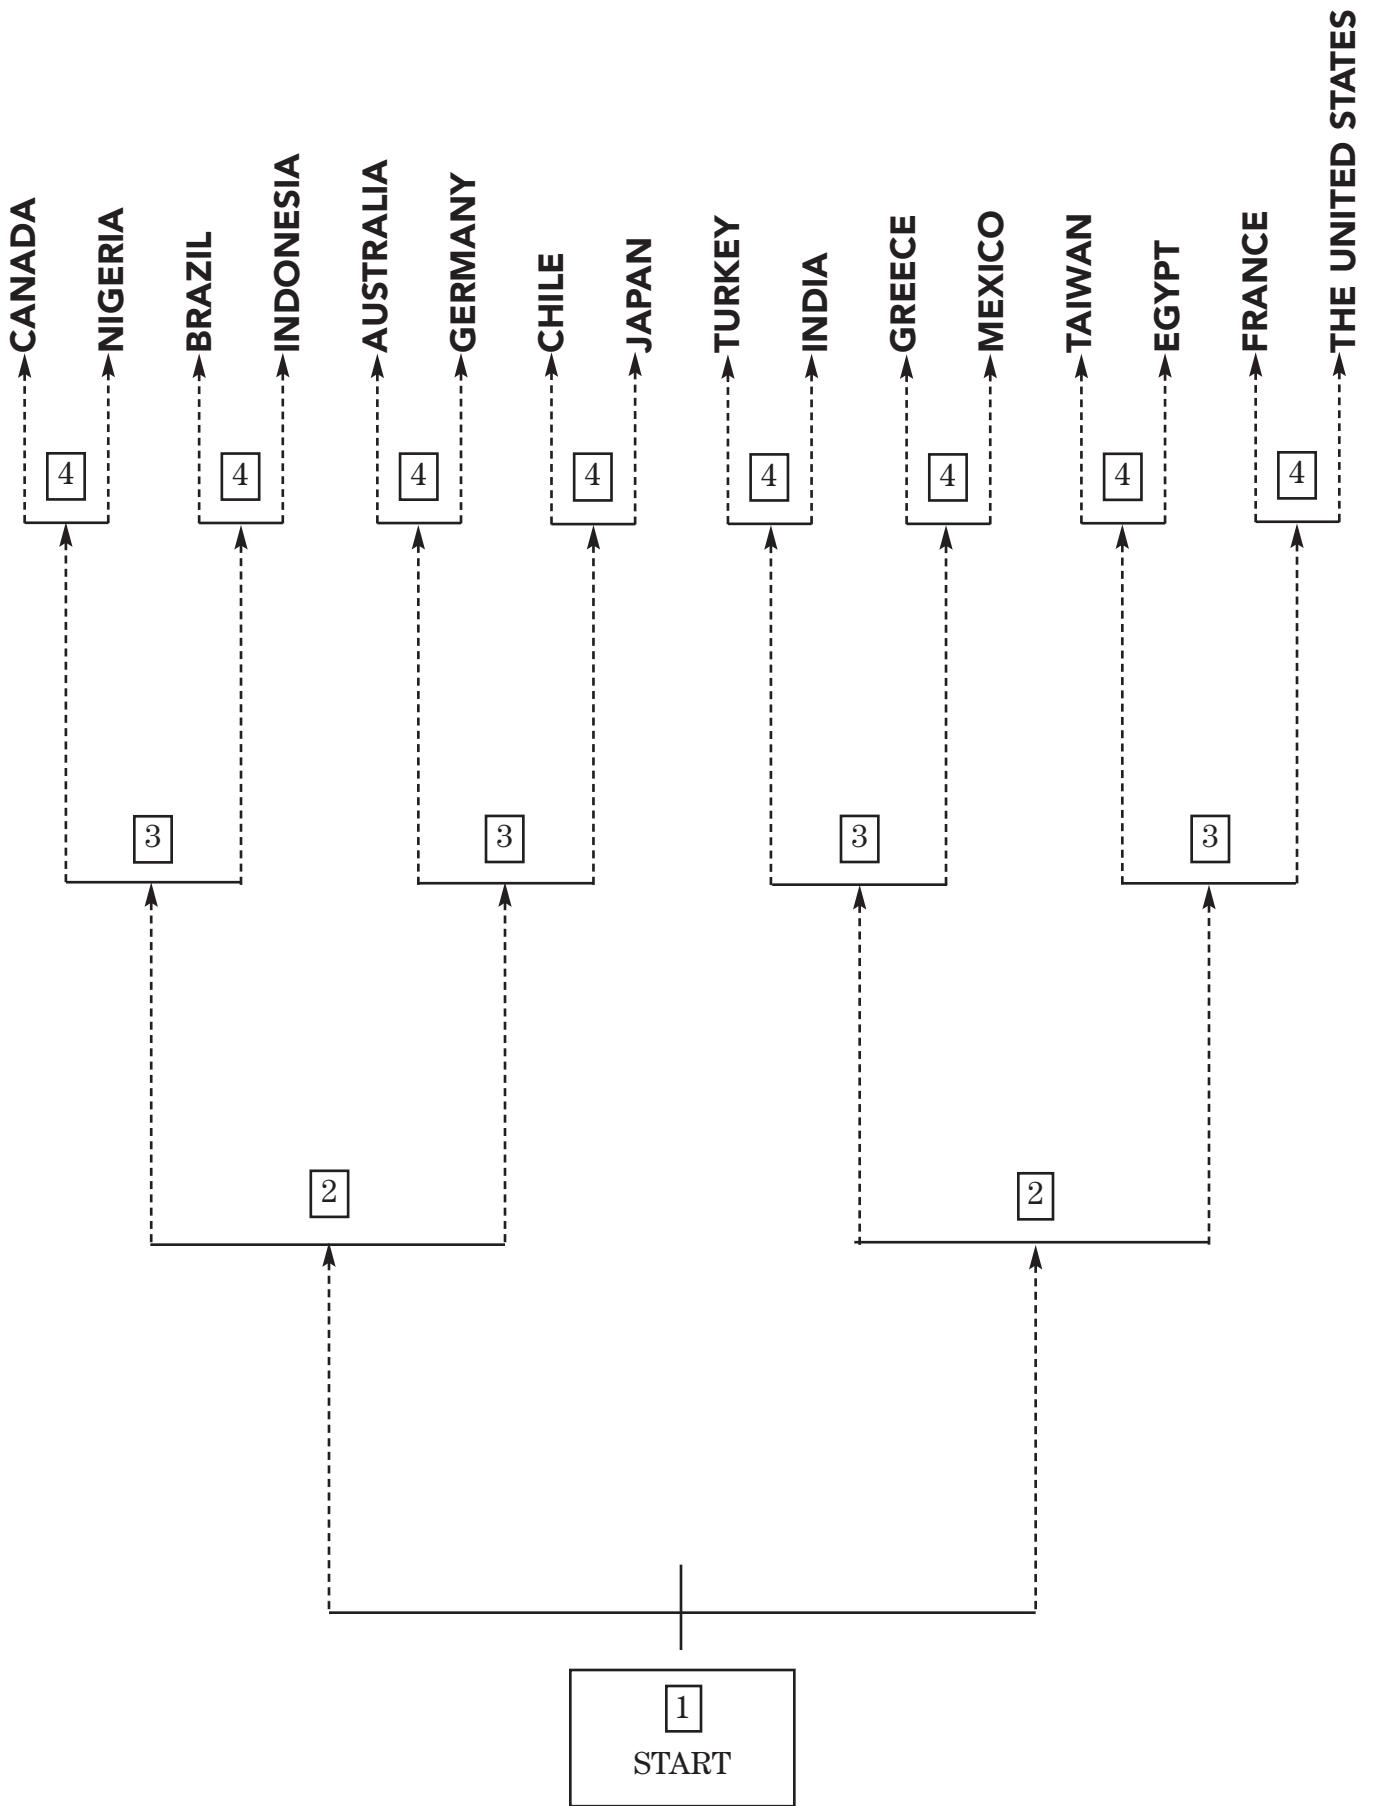 CANADA
NIGERIA
BRAZIL
INDONESIA
AUSTRALIA
GERMANY
CHILE
JAPAN
TURKEY
INDIA
GREECE
MEXICO
TAIWAN
EGYPT
FRANCE
THE UNITED STATES
4
4
4
4
4
4
4
4
3
3
3
3
2
2
1
START